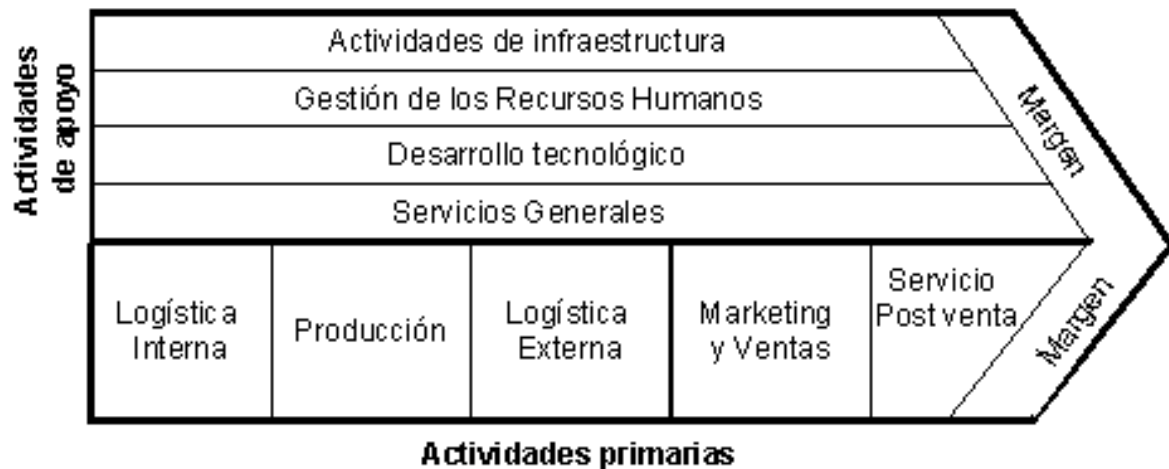 Actividades
de apoyo
Actividades de infraestructura
Gestión de los Recursos Humanos
Desarrollo tecnológico
Servicios Generales
Margen
Logística
Interna
Producción
Logística
Externa
Marketing
y Ventas
Servicio
Post venta
Margen
Actividades primarias